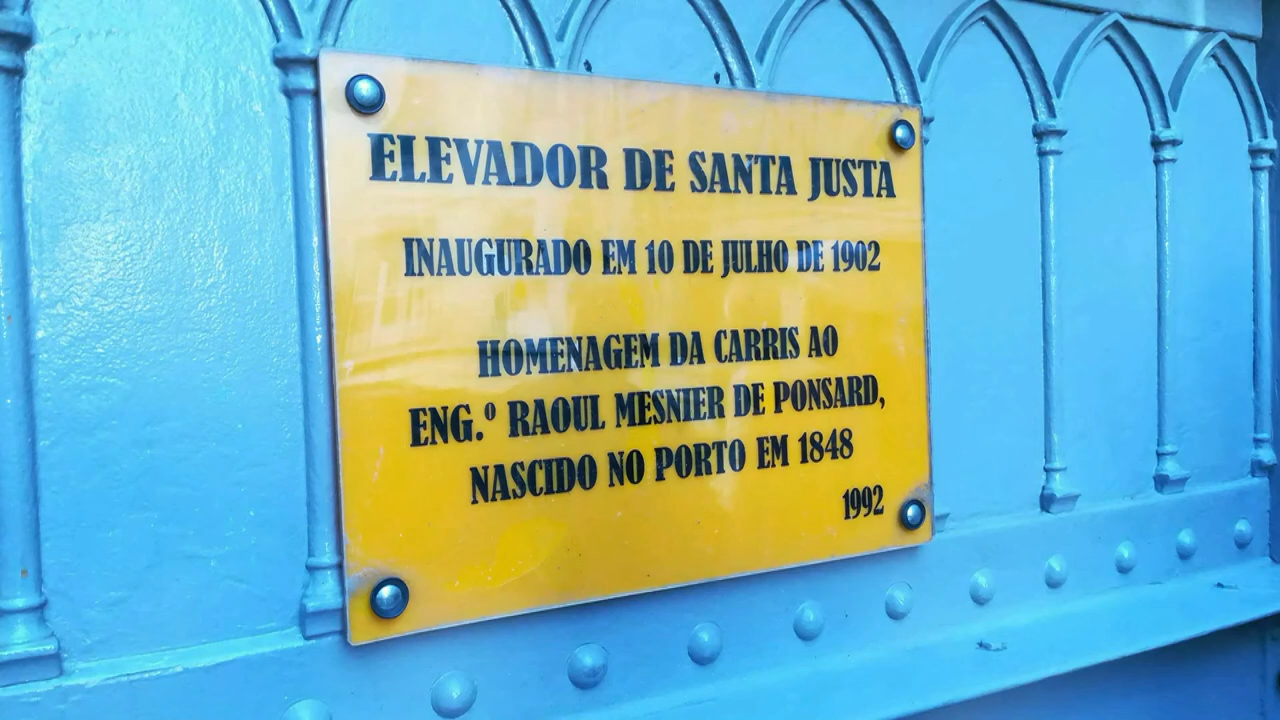 ELEVADOR DE SANTA JUSTA
INAUGURADO EM 10 DE JULHO DE 1902
HOMENAGEM DA CARRIS AO
ENG.º RAOUL MESNIER DE PONSARD,
NASCIDO NO PORTO EM 1848
1992